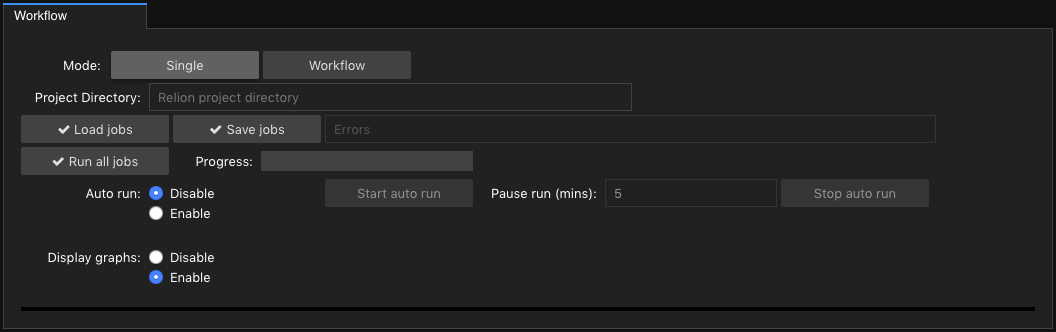 Workflow
Mode: Single Workflow
Project Directory: Relion project directory
Load jobs Save jobs Errors
Run all jobs Progress:
Auto run: Disable Start auto run Pause run (mins): 5 Stop auto run
Enable
Display graphs: Disable
Enable